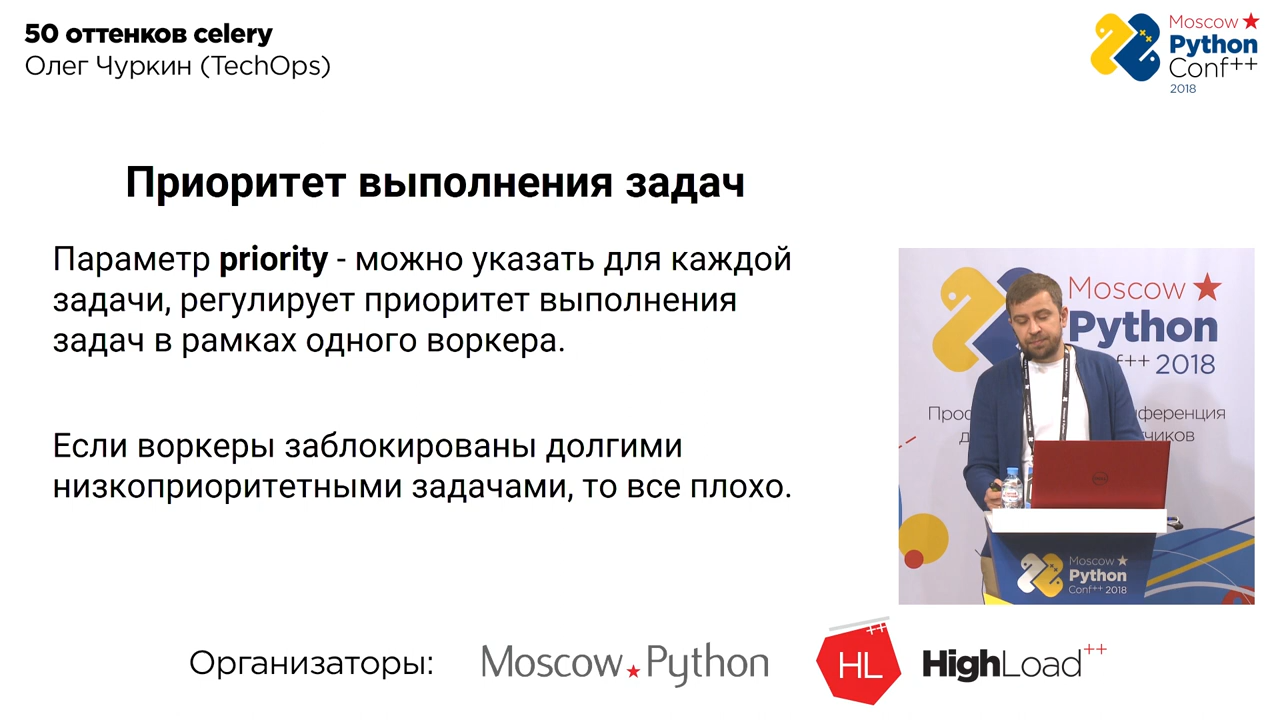 50 оттенков celery
Олег Чуркин (TechOps)
Moscow
Python
Conf++
2018
Приоритет выполнения задач
Параметр priority - можно указать для каждой
задачи, регулирует приоритет выполнения
задач в рамках одного воркера.
Если воркеры заблокированы долгими
низкоприоритетными задачами, то все плохо.
Moscow
Python
2018
DELL
Moscow
Python
Conf++ 2018
Организаторы:
Moscow Python
HL++
HighLoad++